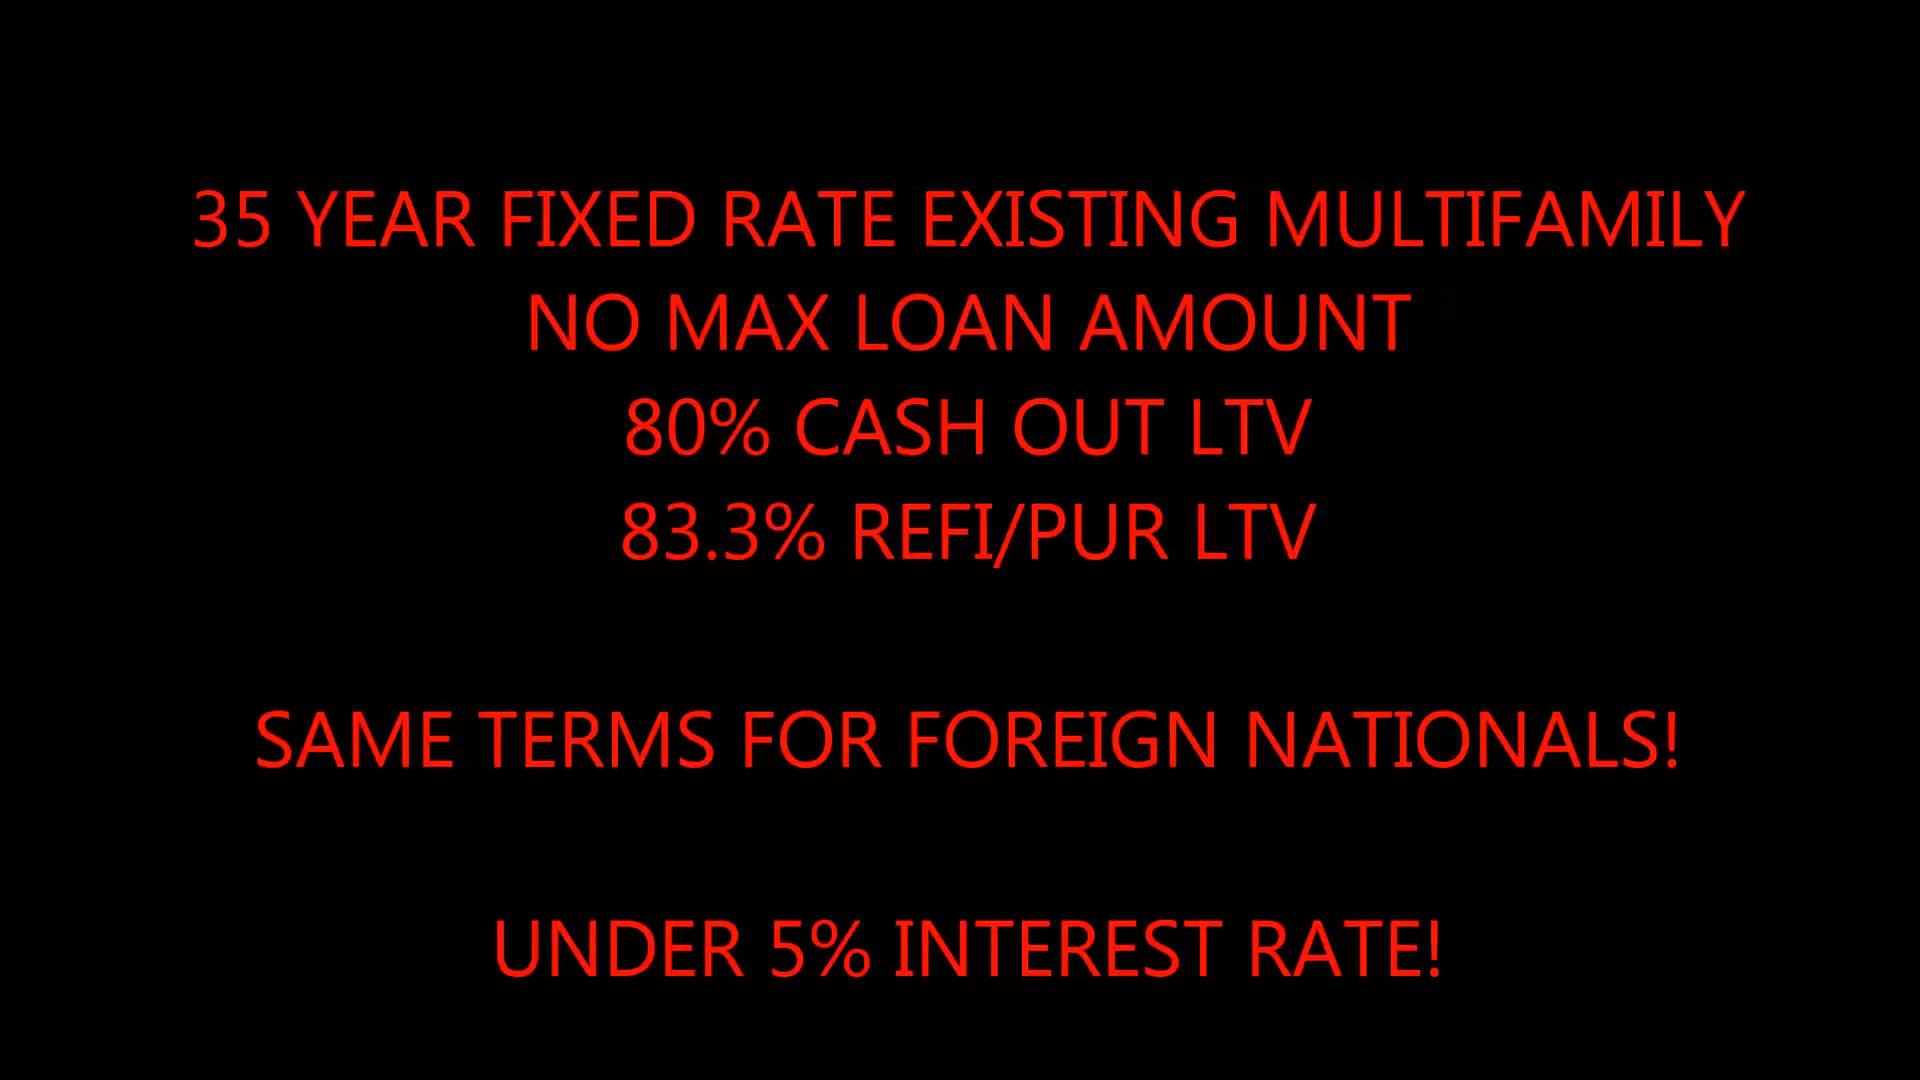 35 YEAR FIXED RATE EXISTING MULTIFAMILY
NO MAX LOAN AMOUNT
80% CASH OUT LTV
83.3% REFI/PUR LTV
SAME TERMS FOR FOREIGN NATIONALS!
UNDER 5% INTEREST RATE!